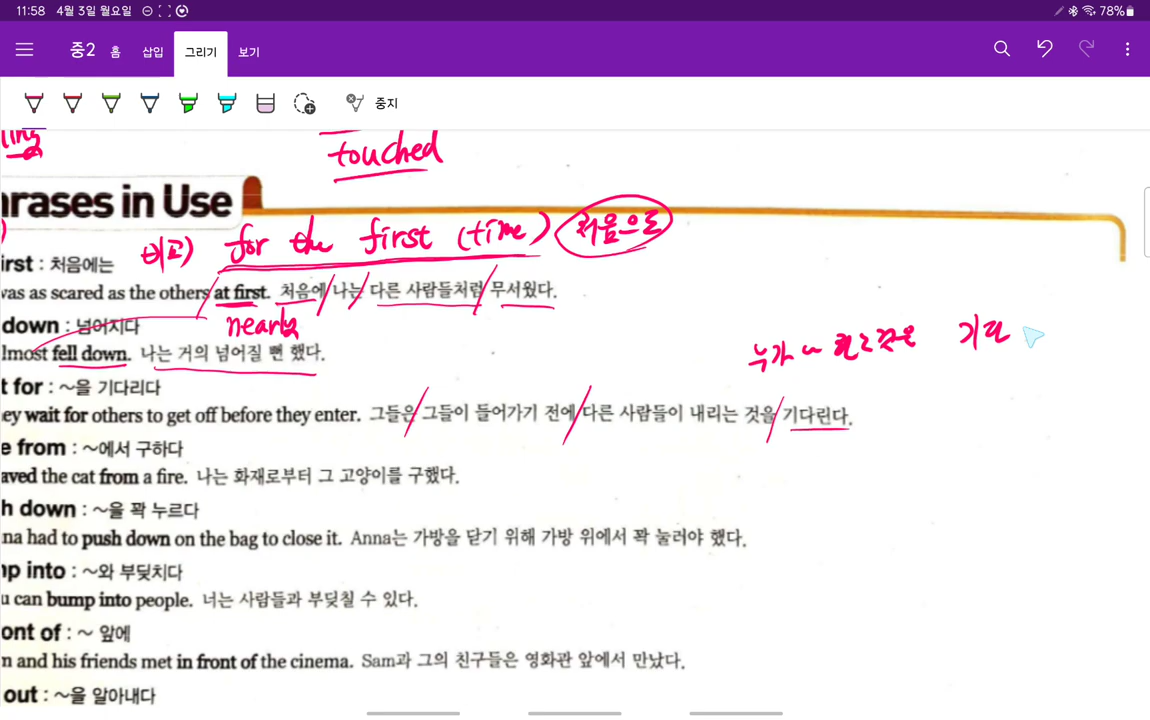 11:58 4월 3일 월요일 78%
중2 홈 삽입 그리기 보기
중지
touched
rases in Use
비교) for the first (time) 처음으로
irst : 처음에는
was as scared as the others at first. 처음에 나는 다른 사람들처럼 무서웠다.
down : 넘어지다
nearly
lmost fell down. 나는 거의 넘어질 뻔 했다.
누가
t for : ~을 기다리다
ey wait for others to get off before they enter. 그들은 그들이 들어가기 전에 다른 사람들이 내리는 것을 기다린다.
e from : ~에서 구하다
aved the cat from a fire. 나는 화재로부터 그 고양이를 구했다.
h down : ~을 꽉 누르다
na had to push down on the bag to close it. Anna는 가방을 닫기 위해 가방 위에서 꽉 눌러야 했다.
np into : ~와 부딪치다
u can bump into people. 너는 사람들과 부딪칠 수 있다.
ont of : ~ 앞에
n and his friends met in front of the cinema. Sam과 그의 친구들은 영화관 앞에서 만났다.
out : ~을 알아내다